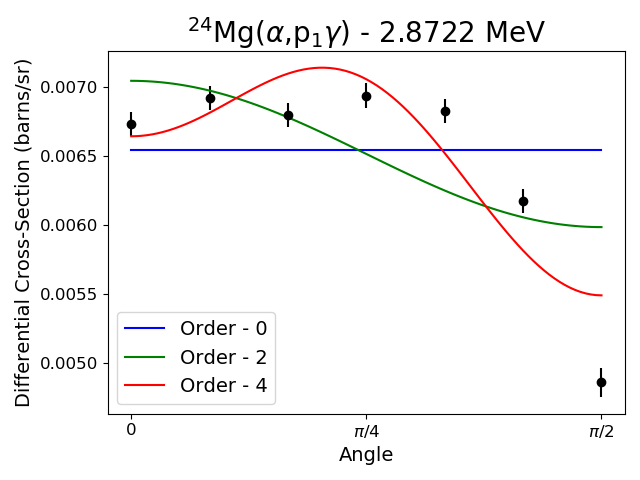 ²⁴Mg(α,p₁γ) - 2.8722 MeV
Differential Cross-Section (barns/sr)
0.0070
0.0065
0.0060
0.0055
0.0050
Order - 0
Order - 2
Order - 4
0
π/4
π/2
Angle